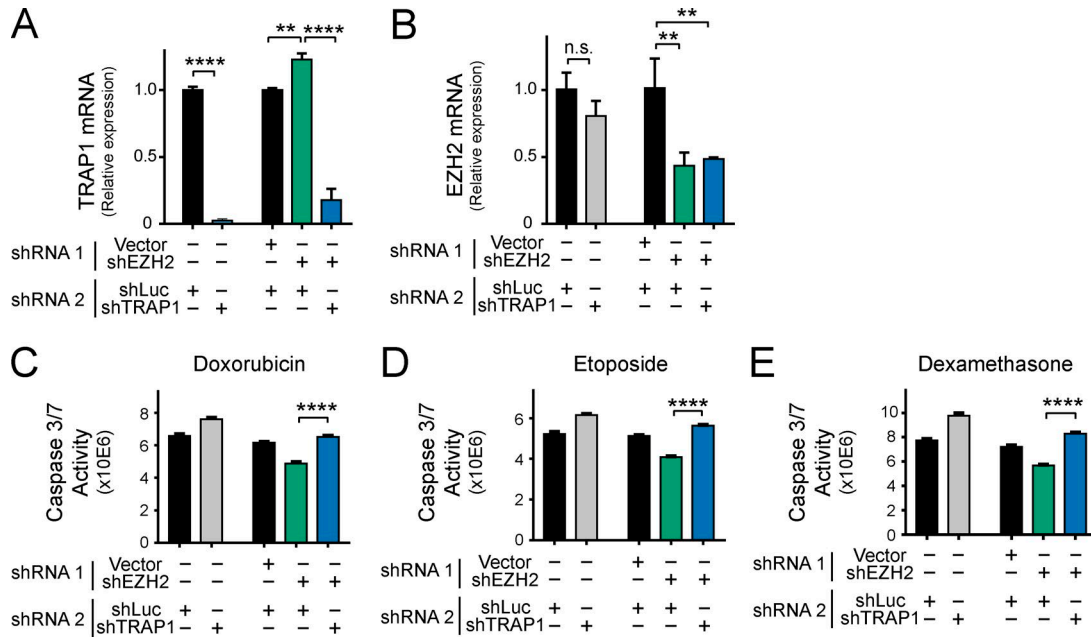 A
TRAP1 mRNA
(Relative expression)
1.0
0.5
0
****
** ****
shRNA 1 Vector – – + – –
shEZH2 – – – + +
shRNA 2 shLuc + – + + –
shTRAP1 – + – – +
B
EZH2 mRNA
(Relative expression)
1.0
0.5
0
n.s.
**
**
shRNA 1 Vector – – + – –
shEZH2 – – – + +
shRNA 2 shLuc + – + + –
shTRAP1 – + – – +
C
Doxorubicin
Caspase 3/7
Activity
(x10E6)
8
6
4
2
0
****
shRNA 1 Vector – – + – –
shEZH2 – – – + +
shRNA 2 shLuc + – + + –
shTRAP1 – + – – +
D
Etoposide
Caspase 3/7
Activity
(x10E6)
6
4
2
0
****
shRNA 1 Vector – – + – –
shEZH2 – – – + +
shRNA 2 shLuc + – + + –
shTRAP1 – + – – +
E
Dexamethasone
Caspase 3/7
Activity
(x10E6)
10
8
6
4
2
0
****
shRNA 1 Vector – – + – –
shEZH2 – – – + +
shRNA 2 shLuc + – + + –
shTRAP1 – + – – +